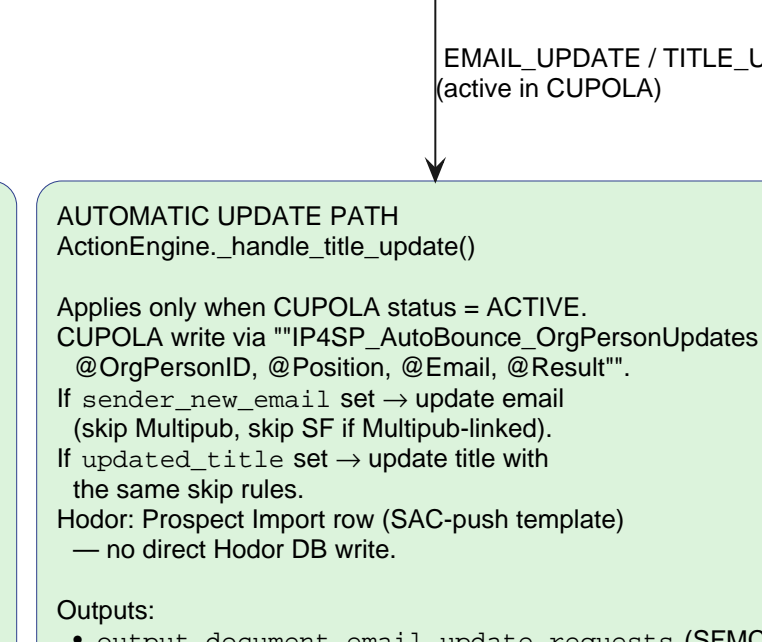 EMAIL_UPDATE / TITLE_U
(active in CUPOLA)
AUTOMATIC UPDATE PATH
ActionEngine._handle_title_update()
Applies only when CUPOLA status = ACTIVE.
CUPOLA write via ""IP4SP_AutoBounce_OrgPersonUpdates
@OrgPersonID, @Position, @Email, @Result"".
If sender_new_email set → update email
(skip Multipub, skip SF if Multipub-linked).
If updated_title set → update title with
the same skip rules.
Hodor: Prospect Import row (SAC-push template)
— no direct Hodor DB write.
Outputs:
• output_document_email_update_requests (SFMC